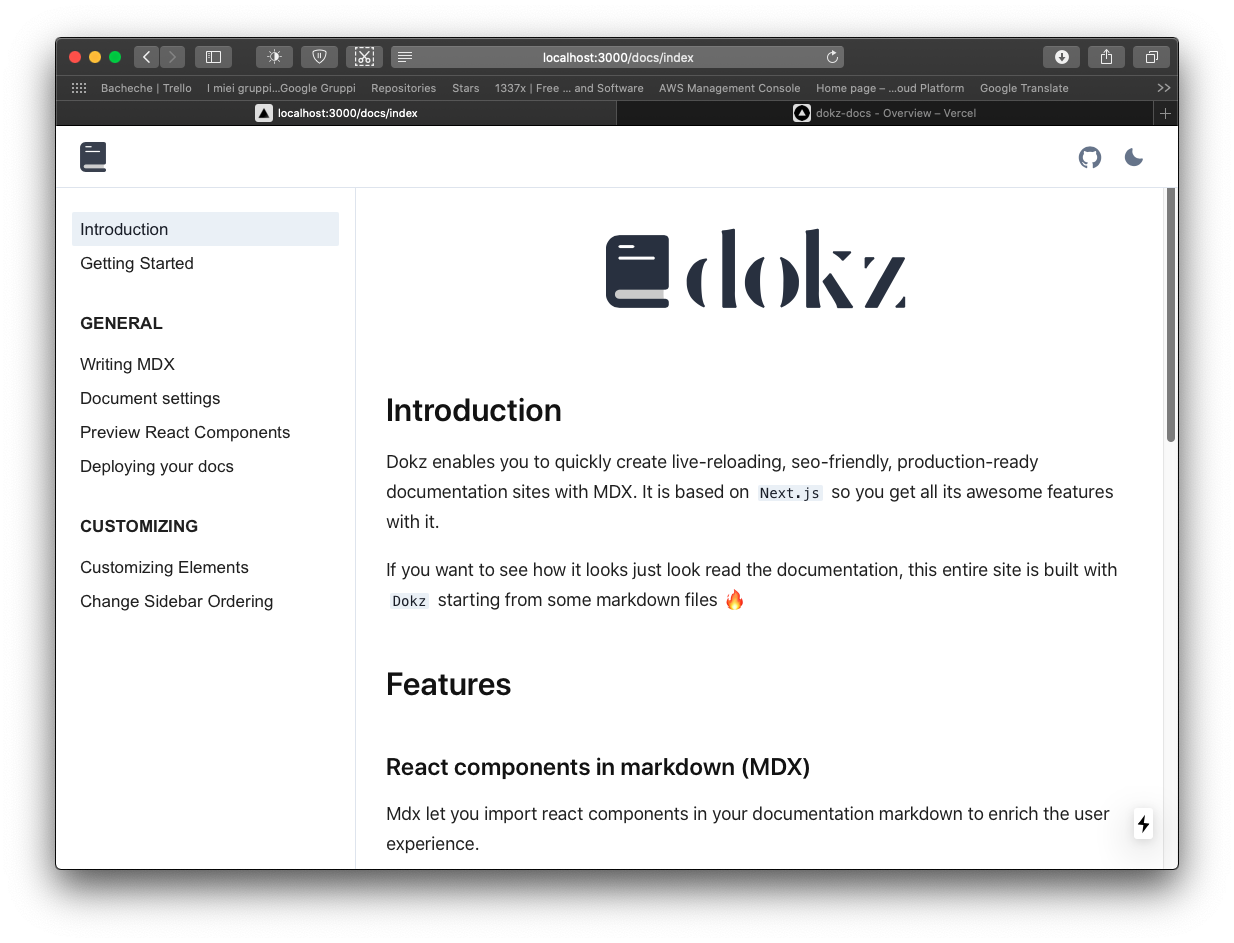 localhost:3000/docs/index
Bacheche | Trello
I miei gruppi...Google Gruppi
Repositories
Stars
1337x | Free ... and Software
AWS Management Console
Home page – ...oud Platform
Google Translate
localhost:3000/docs/index
dokz-docs - Overview – Vercel
Introduction
Getting Started
GENERAL
Writing MDX
Document settings
Preview React Components
Deploying your docs
CUSTOMIZING
Customizing Elements
Change Sidebar Ordering
dokz
Introduction
Dokz enables you to quickly create live-reloading, seo-friendly, production-ready
documentation sites with MDX. It is based on Next.js so you get all its awesome features
with it.
If you want to see how it looks just look read the documentation, this entire site is built with
Dokz starting from some markdown files 🔥
Features
React components in markdown (MDX)
Mdx let you import react components in your documentation markdown to enrich the user
experience.